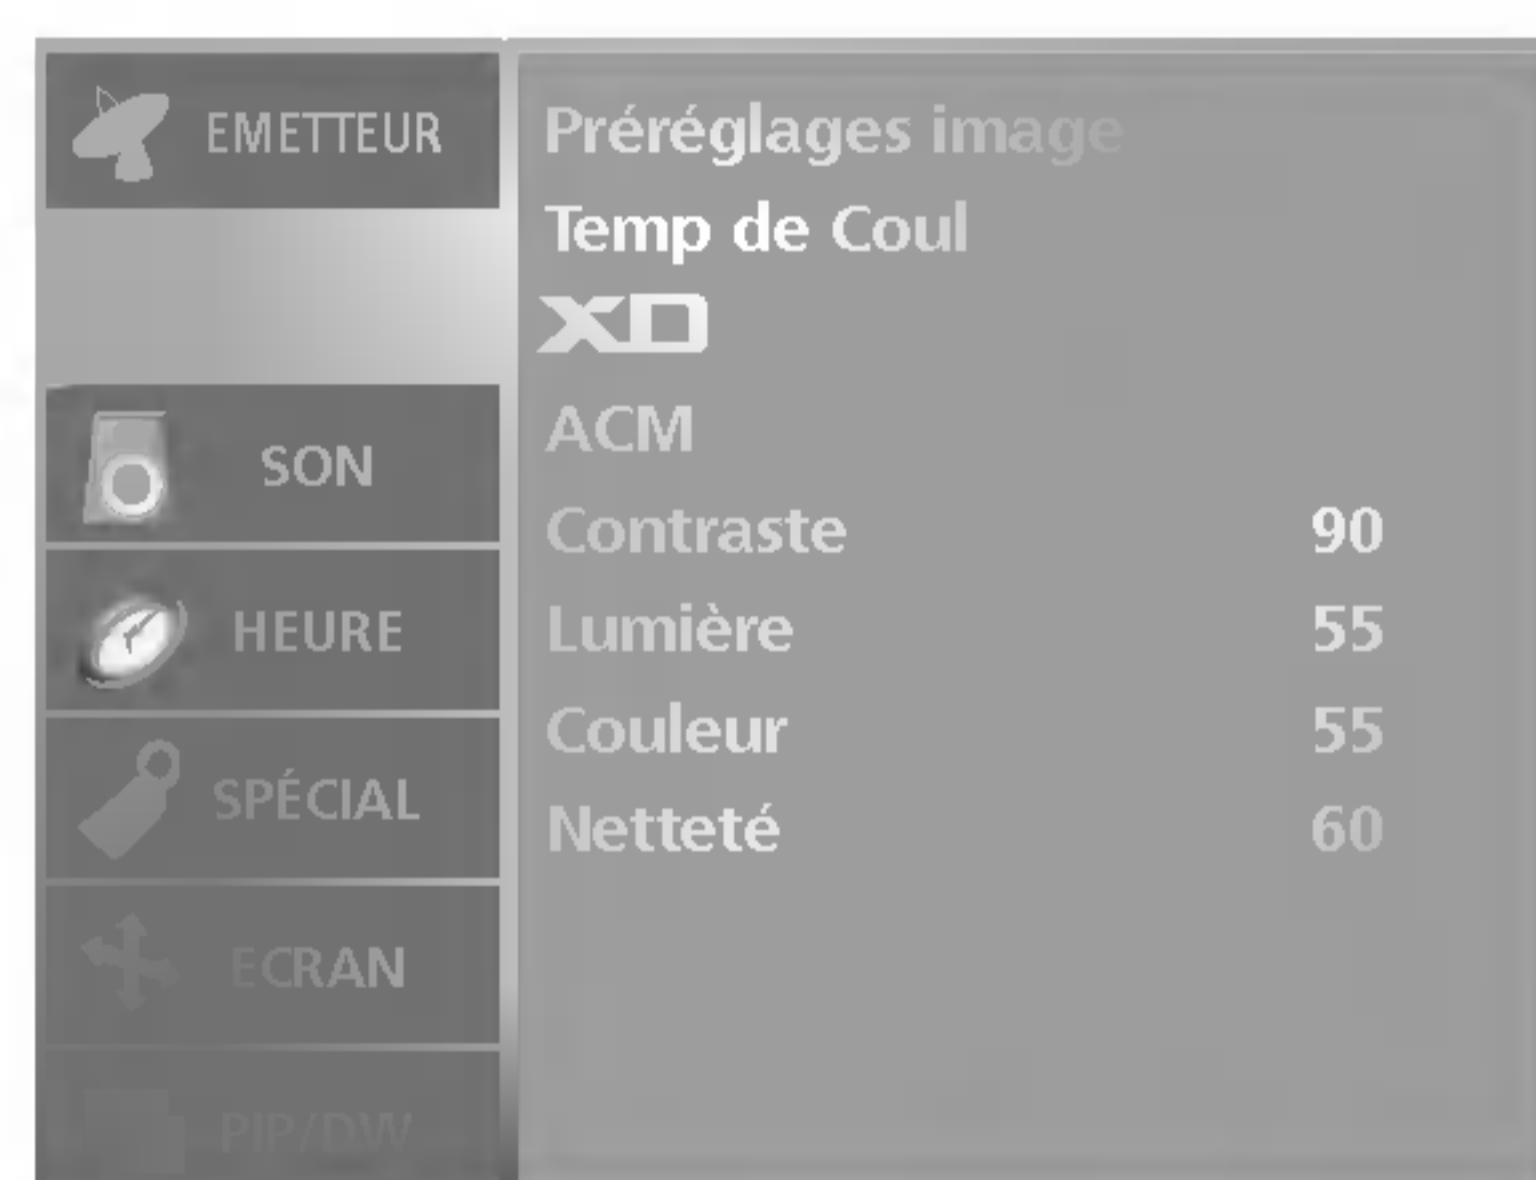 EMETTEUR
SON
HEURE
SPÉCIAL
ECRAN
PIP/DW
Préréglages image
Temp de Coul
XD
ACM
Contraste 90
Lumière 55
Couleur 55
Netteté 60